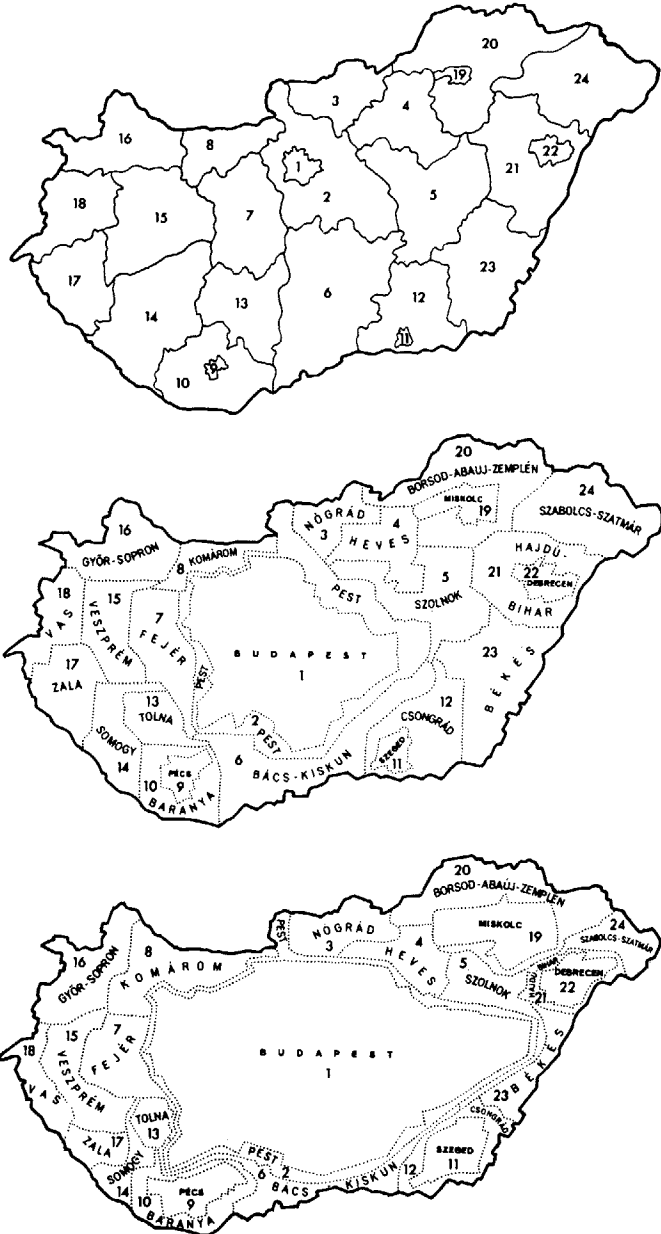 20
19
24
3
4
16
8
1
22
21
18
15
7
2
5
17
14
13
6
12
23
11
10
9
20
BORSOD-ABAUJ-ZEMPLÉN
MISKOLC
19
24
SZABOLCS-SZATMÁR
16
GYŐR-SOPRON
8 KOMÁROM
NÓGRÁD
3
4
HEVES
HAJDÚ-
21
22
DEBRECEN
BIHAR
18
VAS
15
VESZPRÉM
7
FEJÉR
PEST
5
SZOLNOK
BUDAPEST
1
PEST
17
ZALA
23
BÉKÉS
13
TOLNA
12
CSONGRÁD
2
PEST
SOMOGY
14
6
BÁCS-KISKUN
SZEGED
11
10
PÉCS
9
BARANYA
20
BORSOD-ABAÚJ-ZEMPLÉN
MISKOLC
19
24
SZABOLCS-SZATMÁR
16
GYŐR-SOPRON
8
KOMÁROM
PEST
NÓGRÁD
3
4
HEVES
5
SZOLNOK
HAJDÚ
BIHAR
21
DEBRECEN
22
7
FEJÉR
15
VESZPRÉM
18
VAS
BUDAPEST
1
BÉKÉS
23
CSONGRÁD
TOLNA
13
ZALA
17
SOMOGY
14
PEST 2
6
BÁCS
KISKUN
12
SZEGED
11
10
PÉCS
9
BARANYA